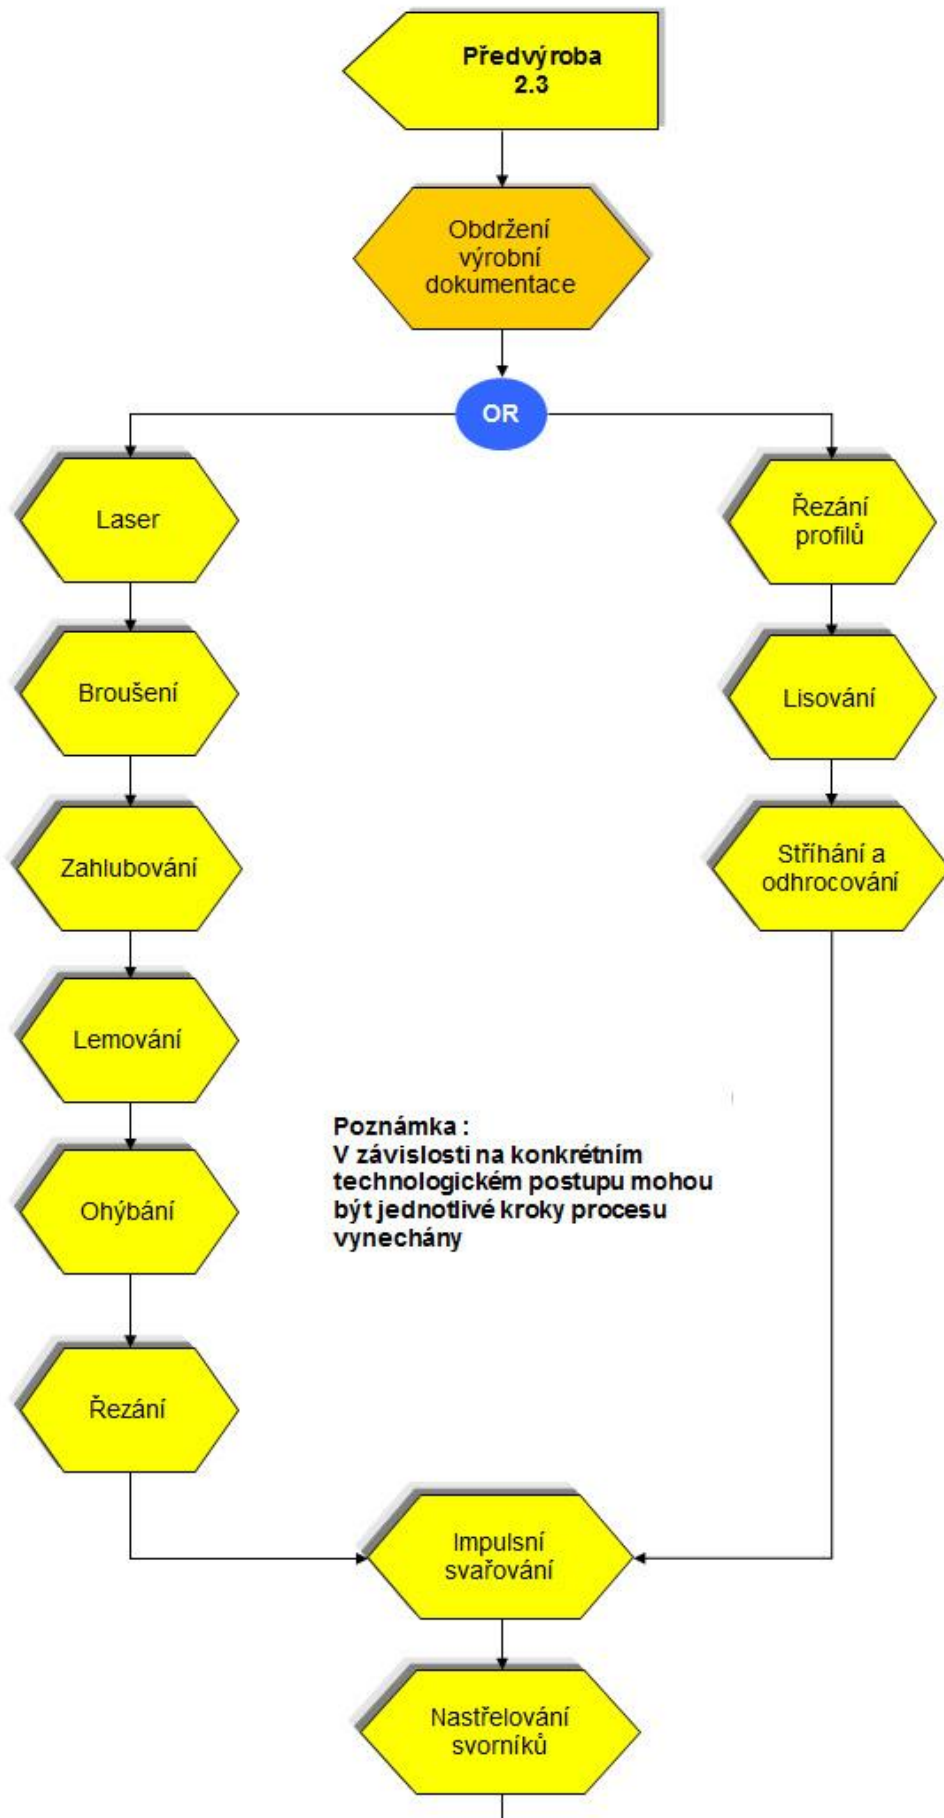 Předvýroba
2.3
Obdržení
výrobní
dokumentace
OR
Laser
Broušení
Zahlubování
Lemování
Ohýbání
Řezání
Řezání
profilů
Lisování
Stříhání a
odhrocování
Poznámka :
V závislosti na konkrétním
technologickém postupu mohou
být jednotlivé kroky procesu
vynechány
Impulsní
svařování
Nastřelování
svorníků